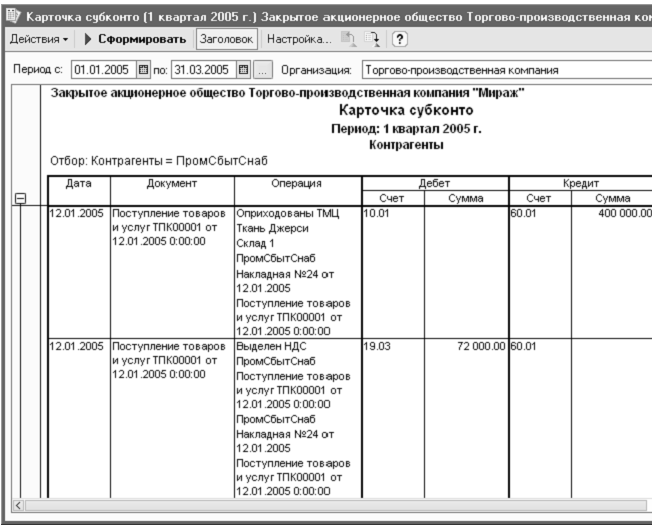 Карточка субконто (1 квартал 2005 г.) Закрытое акционерное общество Торгово-производственная ко
Действия Сформировать Заголовок Настройка... ?
Период с: 01.01.2005 по: 31.03.2005 ... Организация: Торгово-производственная компания
Закрытое акционерное общество Торгово-производственная компания "Мираж"
Карточка субконто
Период: 1 квартал 2005 г.
Контрагенты
Отбор: Контрагенты = ПромСбытСнаб
Дата Документ Операция Дебет Кредит
Счет Сумма Счет Сумма
12.01.2005 Поступление товаров Оприходованы ТМЦ 10.01 60.01 400 000.00
и услуг ТПК00001 от Ткань Джерси
12.01.2005 0:00:00 Склад 1
ПромСбытСнаб
Накладная №24 от
12.01.2005
Поступление товаров
и услуг ТПК00001 от
12.01.2005 0:00:00
12.01.2005 Поступление товаров Выделен НДС 19.03 72 000.00 60.01
и услуг ТПК00001 от ПромСбытСнаб
12.01.2005 0:00:00 Поступление товаров
и услуг ТПК00001 от
12.01.2005 0:00:00
ПромСбытСнаб
Накладная №24 от
12.01.2005
Поступление товаров
и услуг ТПК00001 от
12.01.2005 0:00:00